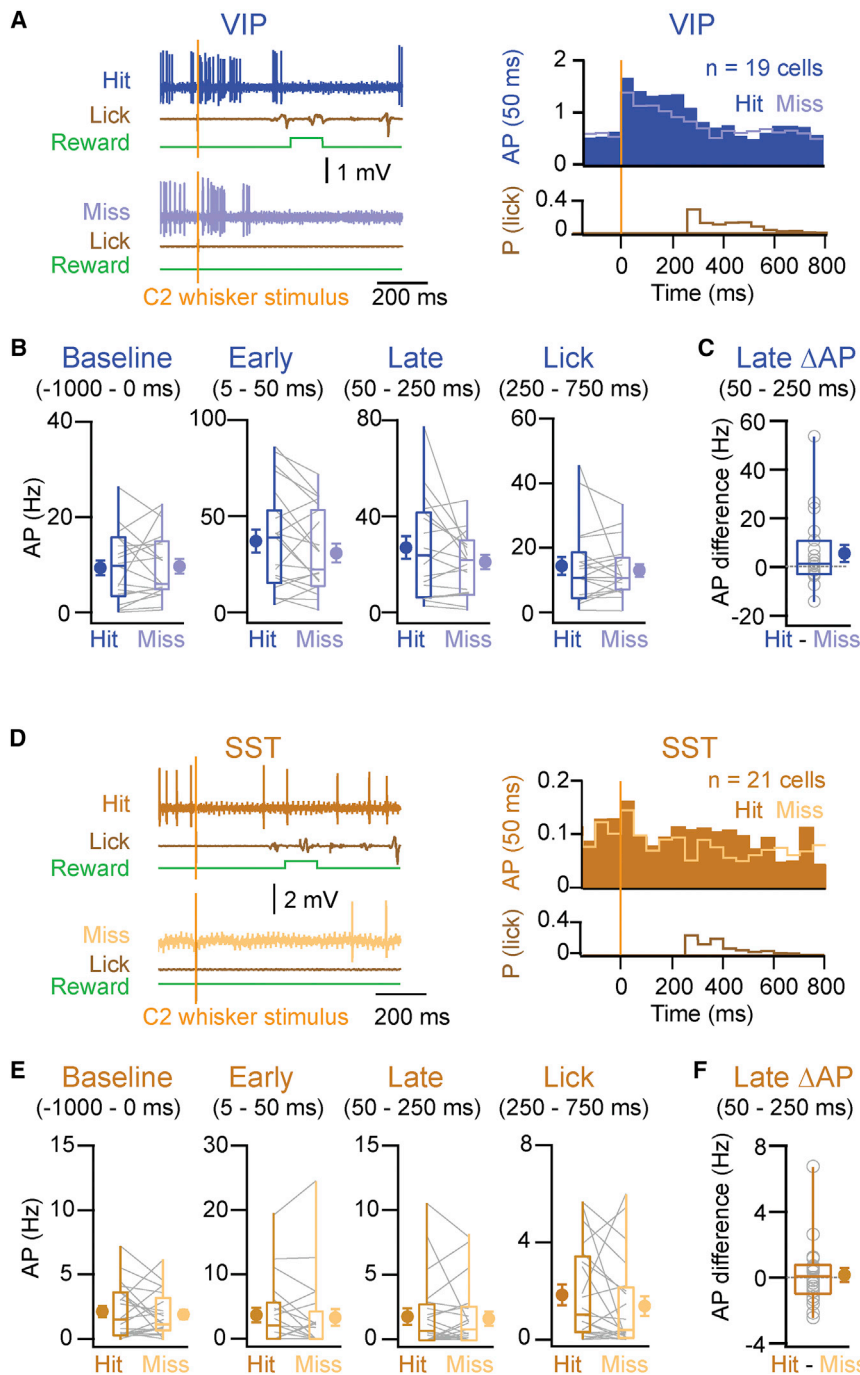 A
VIP
Hit
Lick
Reward
1 mV
Miss
Lick
Reward
C2 whisker stimulus
200 ms
VIP
AP (50 ms)
2
1
0
n = 19 cells
Hit Miss
P (lick)
0.4
0
0 200 400 600 800
Time (ms)
B
Baseline
(-1000 - 0 ms)
Early
(5 - 50 ms)
Late
(50 - 250 ms)
Lick
(250 - 750 ms)
AP (Hz)
40
20
0
Hit Miss
100
50
0
Hit Miss
80
40
0
Hit Miss
60
40
20
0
Hit Miss
C
Late ΔAP
(50 - 250 ms)
AP difference (Hz)
60
40
20
0
-20
Hit - Miss
D
SST
Hit
Lick
Reward
2 mV
Miss
Lick
Reward
C2 whisker stimulus
200 ms
SST
AP (50 ms)
0.2
0.1
0
n = 21 cells
Hit Miss
P (lick)
0.4
0
0 200 400 600 800
Time (ms)
E
Baseline
(-1000 - 0 ms)
Early
(5 - 50 ms)
Late
(50 - 250 ms)
Lick
(250 - 750 ms)
AP (Hz)
15
10
5
0
Hit Miss
30
20
10
0
Hit Miss
15
10
5
0
Hit Miss
8
4
0
Hit Miss
F
Late ΔAP
(50 - 250 ms)
AP difference (Hz)
8
4
0
-4
Hit - Miss